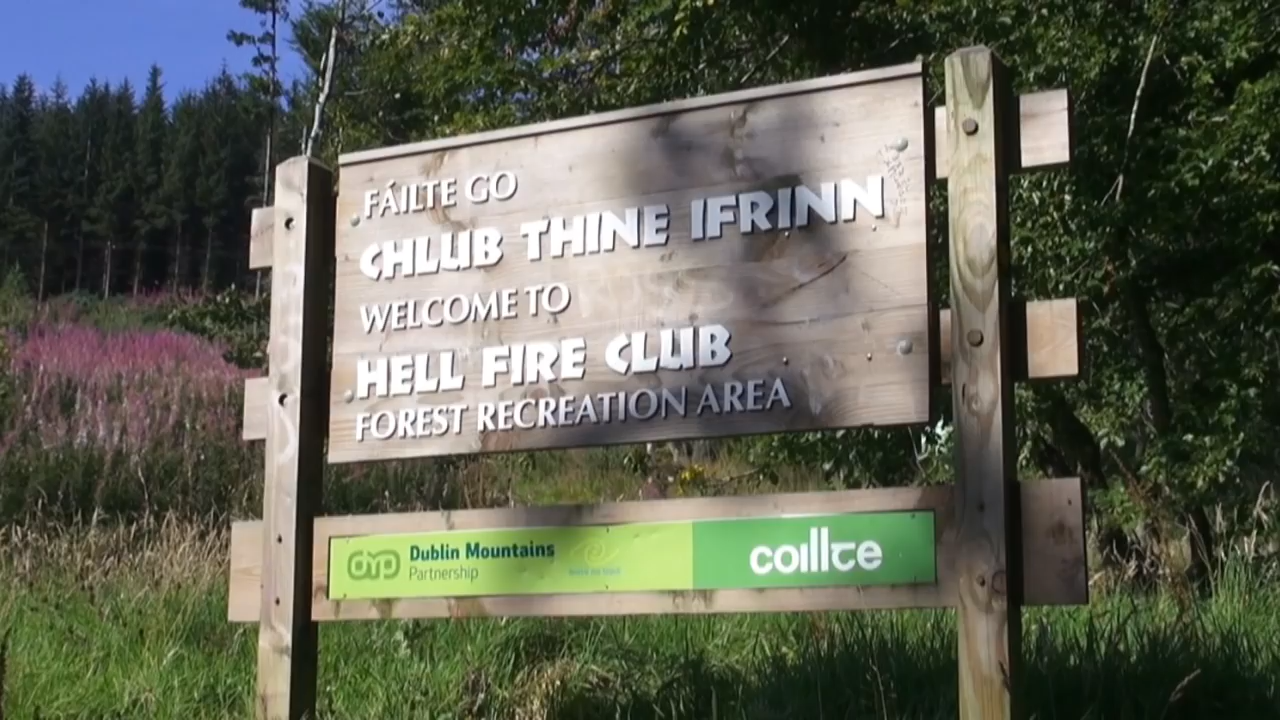 FÁILTE GO
CHLUB THINE IFRINN
WELCOME TO
HELL FIRE CLUB
FOREST RECREATION AREA
Dublin Mountains
Partnership
coillte